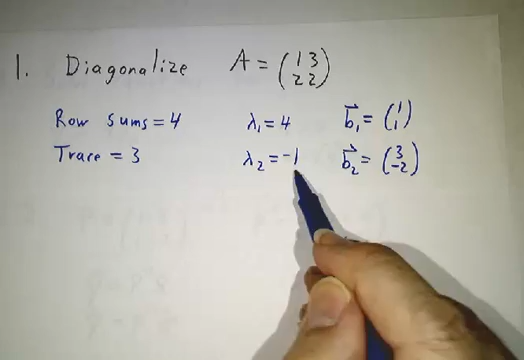 1. Diagonalize A = (1 3
2 2)
Row sums = 4 λ₁ = 4 b⃗₁ = (1
1)
Trace = 3 λ₂ = -1 b⃗₂ = (3
-2)